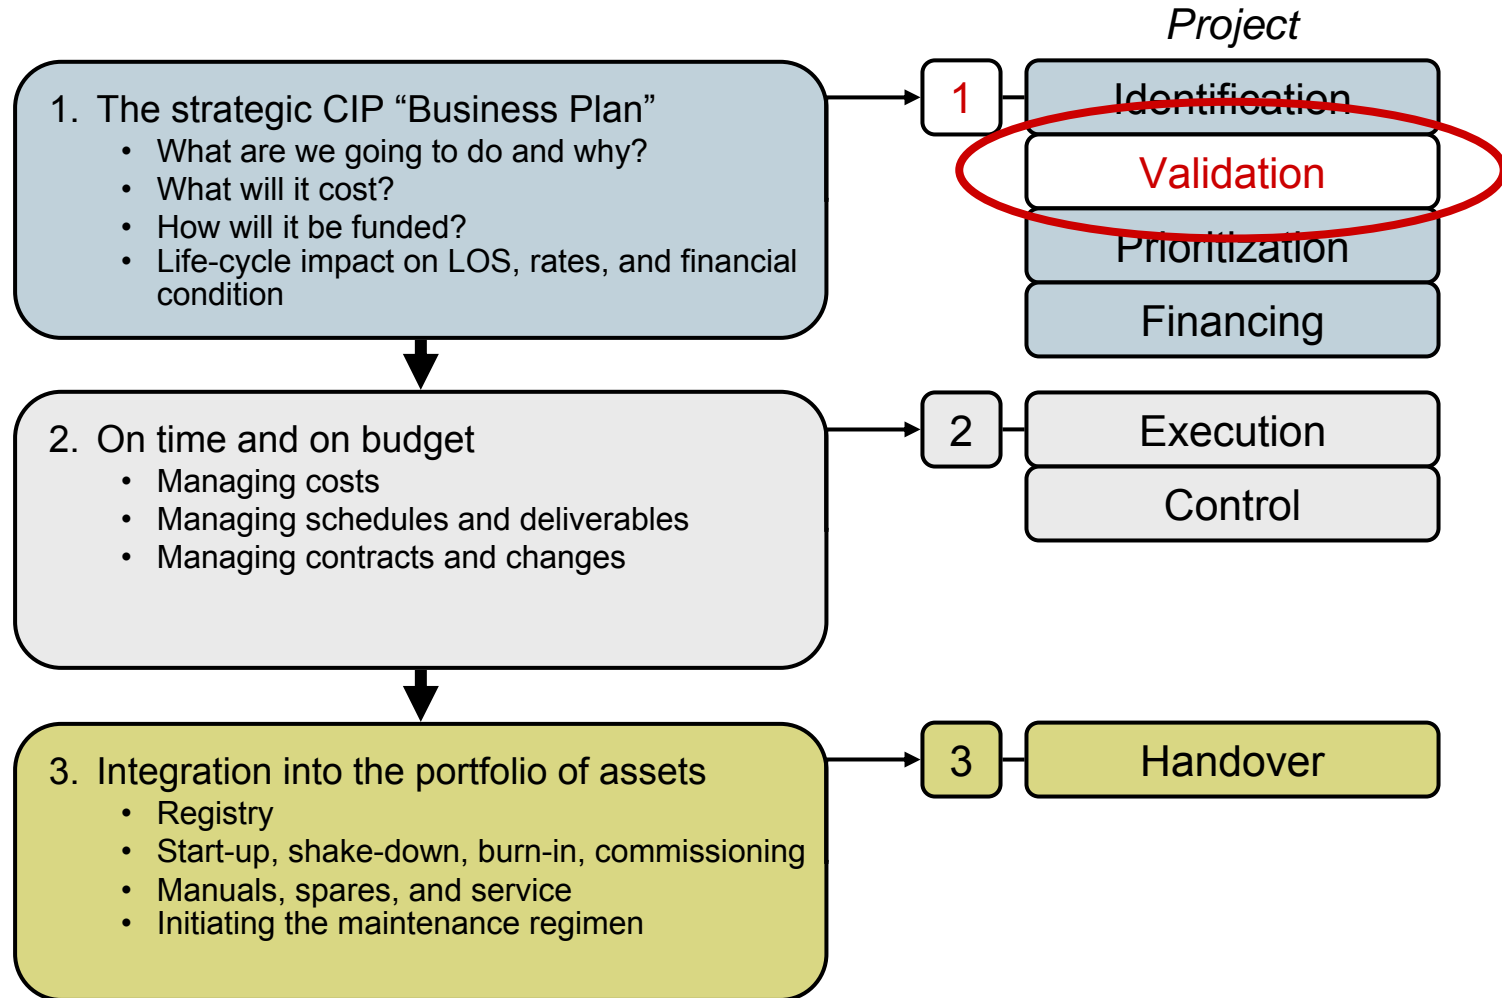 Project
1. The strategic CIP “Business Plan”
• What are we going to do and why?
• What will it cost?
• How will it be funded?
• Life-cycle impact on LOS, rates, and financial
condition
1
Identification
Validation
Prioritization
Financing
2. On time and on budget
• Managing costs
• Managing schedules and deliverables
• Managing contracts and changes
2
Execution
Control
3. Integration into the portfolio of assets
• Registry
• Start-up, shake-down, burn-in, commissioning
• Manuals, spares, and service
• Initiating the maintenance regimen
3
Handover